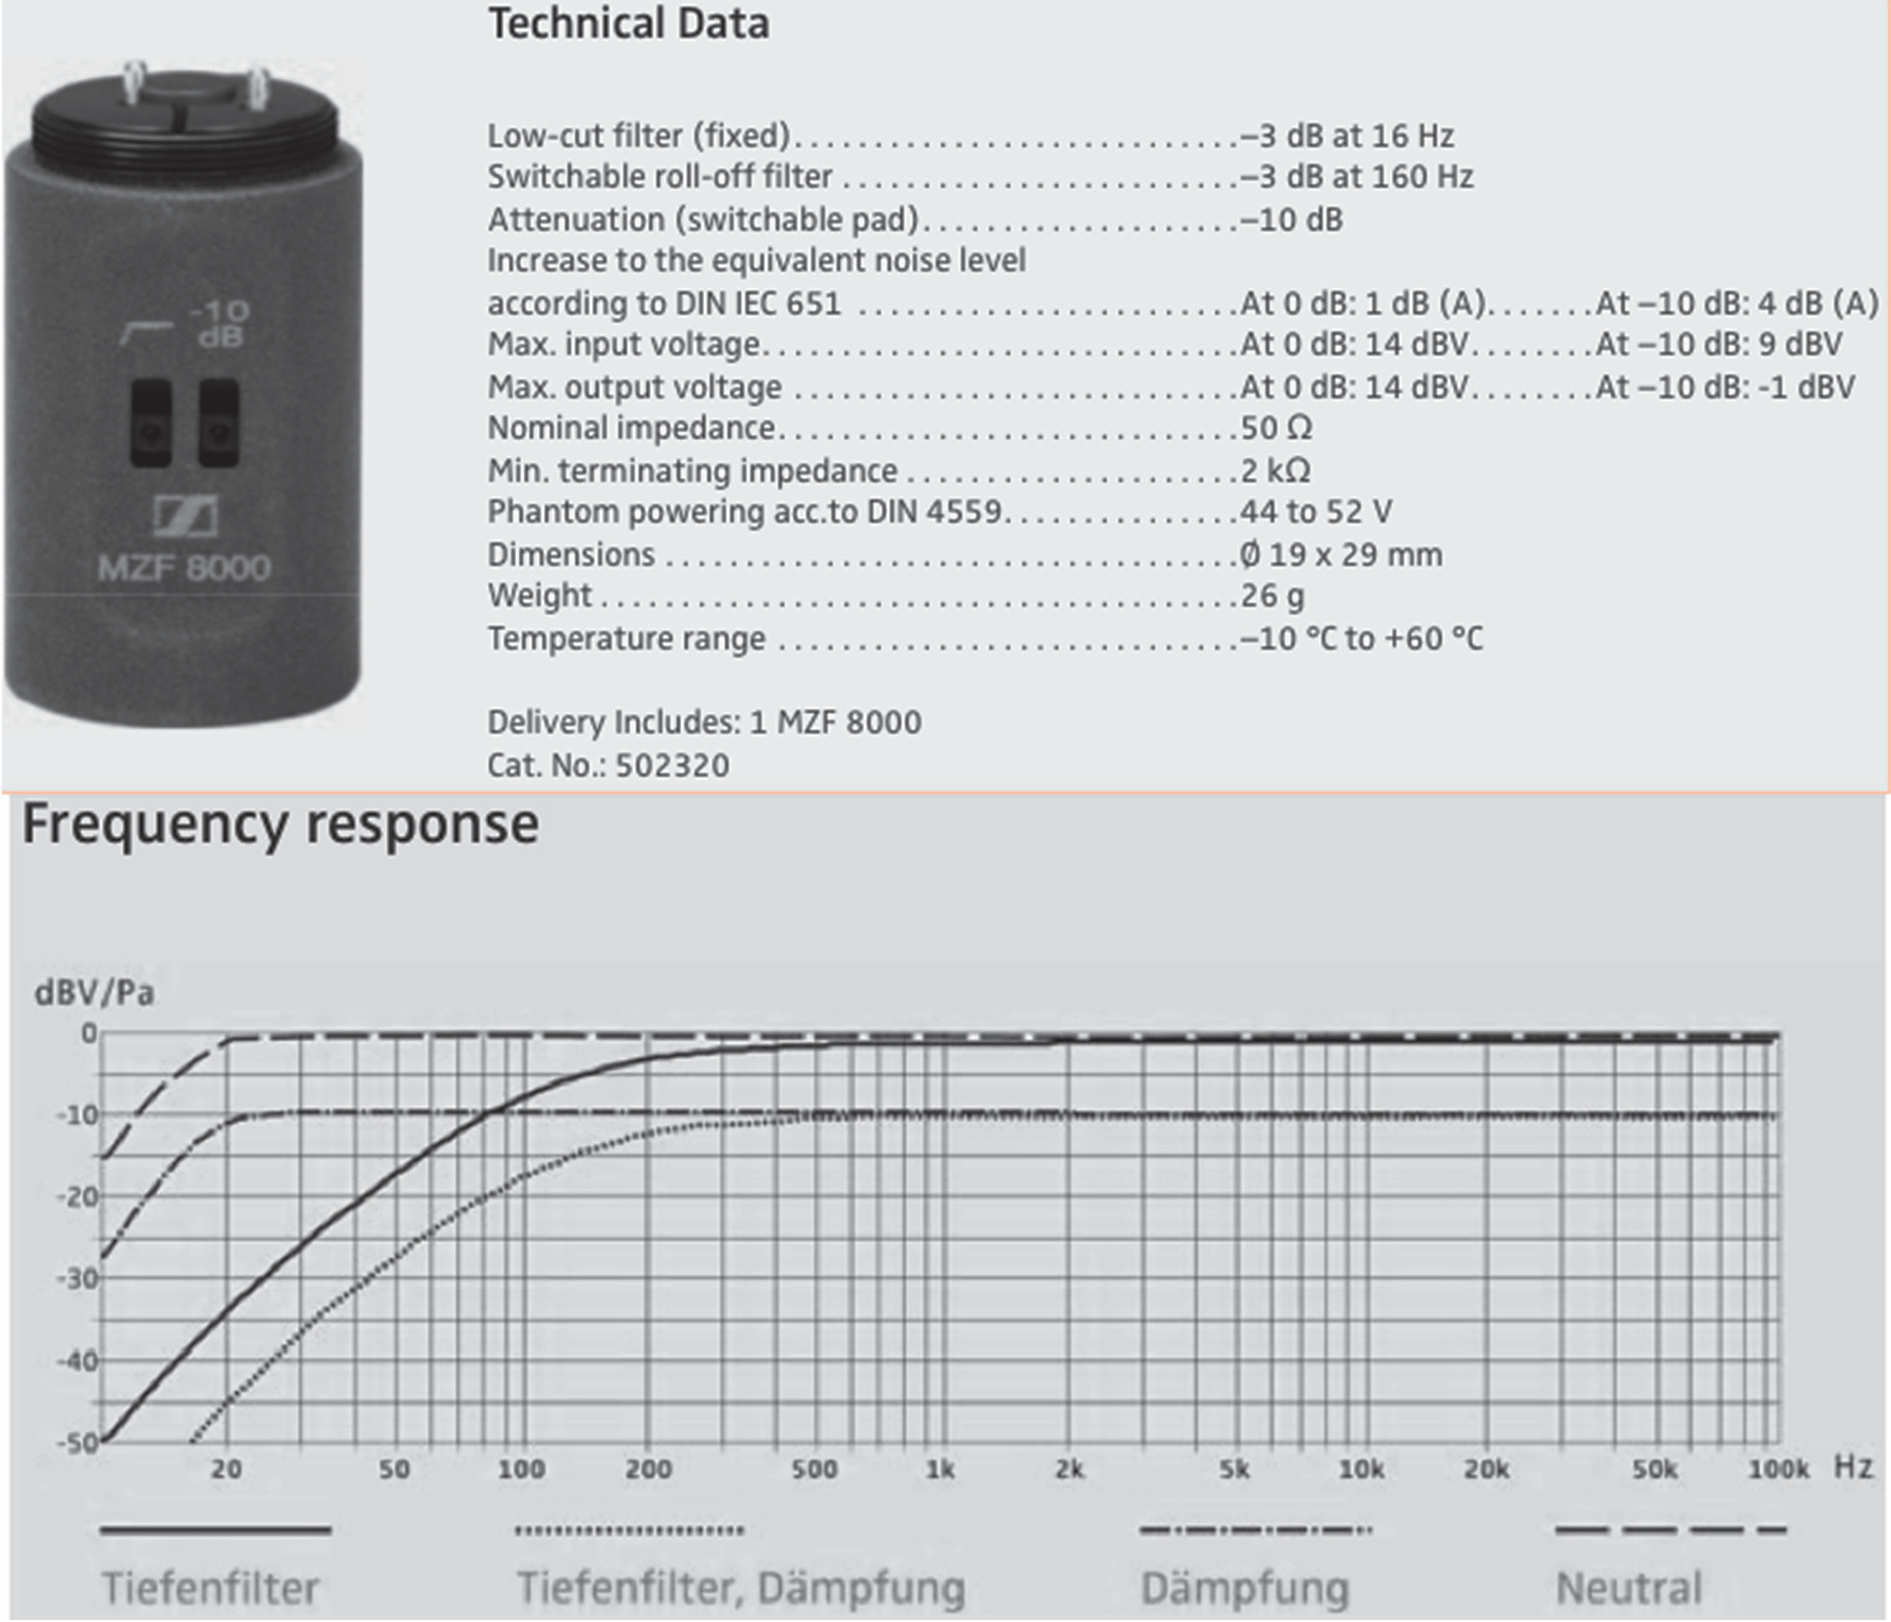 Technical Data
Low-cut filter (fixed)............................–3 dB at 16 Hz
Switchable roll-off filter .........................–3 dB at 160 Hz
Attenuation (switchable pad)....................–10 dB
Increase to the equivalent noise level
according to DIN IEC 651 ........................At 0 dB: 1 dB (A).......At –10 dB: 4 dB (A)
Max. input voltage..............................At 0 dB: 14 dBV........At –10 dB: 9 dBV
Max. output voltage ............................At 0 dB: 14 dBV........At –10 dB: -1 dBV
Nominal impedance.............................50 Ω
Min. terminating impedance .....................2 kΩ
Phantom powering acc.to DIN 4559...............44 to 52 V
Dimensions ....................................Ø 19 x 29 mm
Weight........................................26 g
Temperature range .............................–10 °C to +60 °C
Delivery Includes: 1 MZF 8000
Cat. No.: 502320
-10
dB
MZF 8000
Frequency response
dBV/Pa
0
-10
-20
-30
-40
-50
20 50 100 200 500 1k 2k 5k 10k 20k 50k 100k Hz
Tiefenfilter Tiefenfilter, Dämpfung Dämpfung Neutral